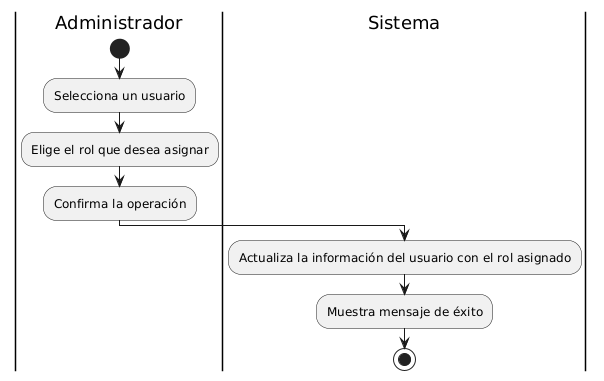 Administrador
Sistema
Selecciona un usuario
Elige el rol que desea asignar
Confirma la operación
Actualiza la información del usuario con el rol asignado
Muestra mensaje de éxito